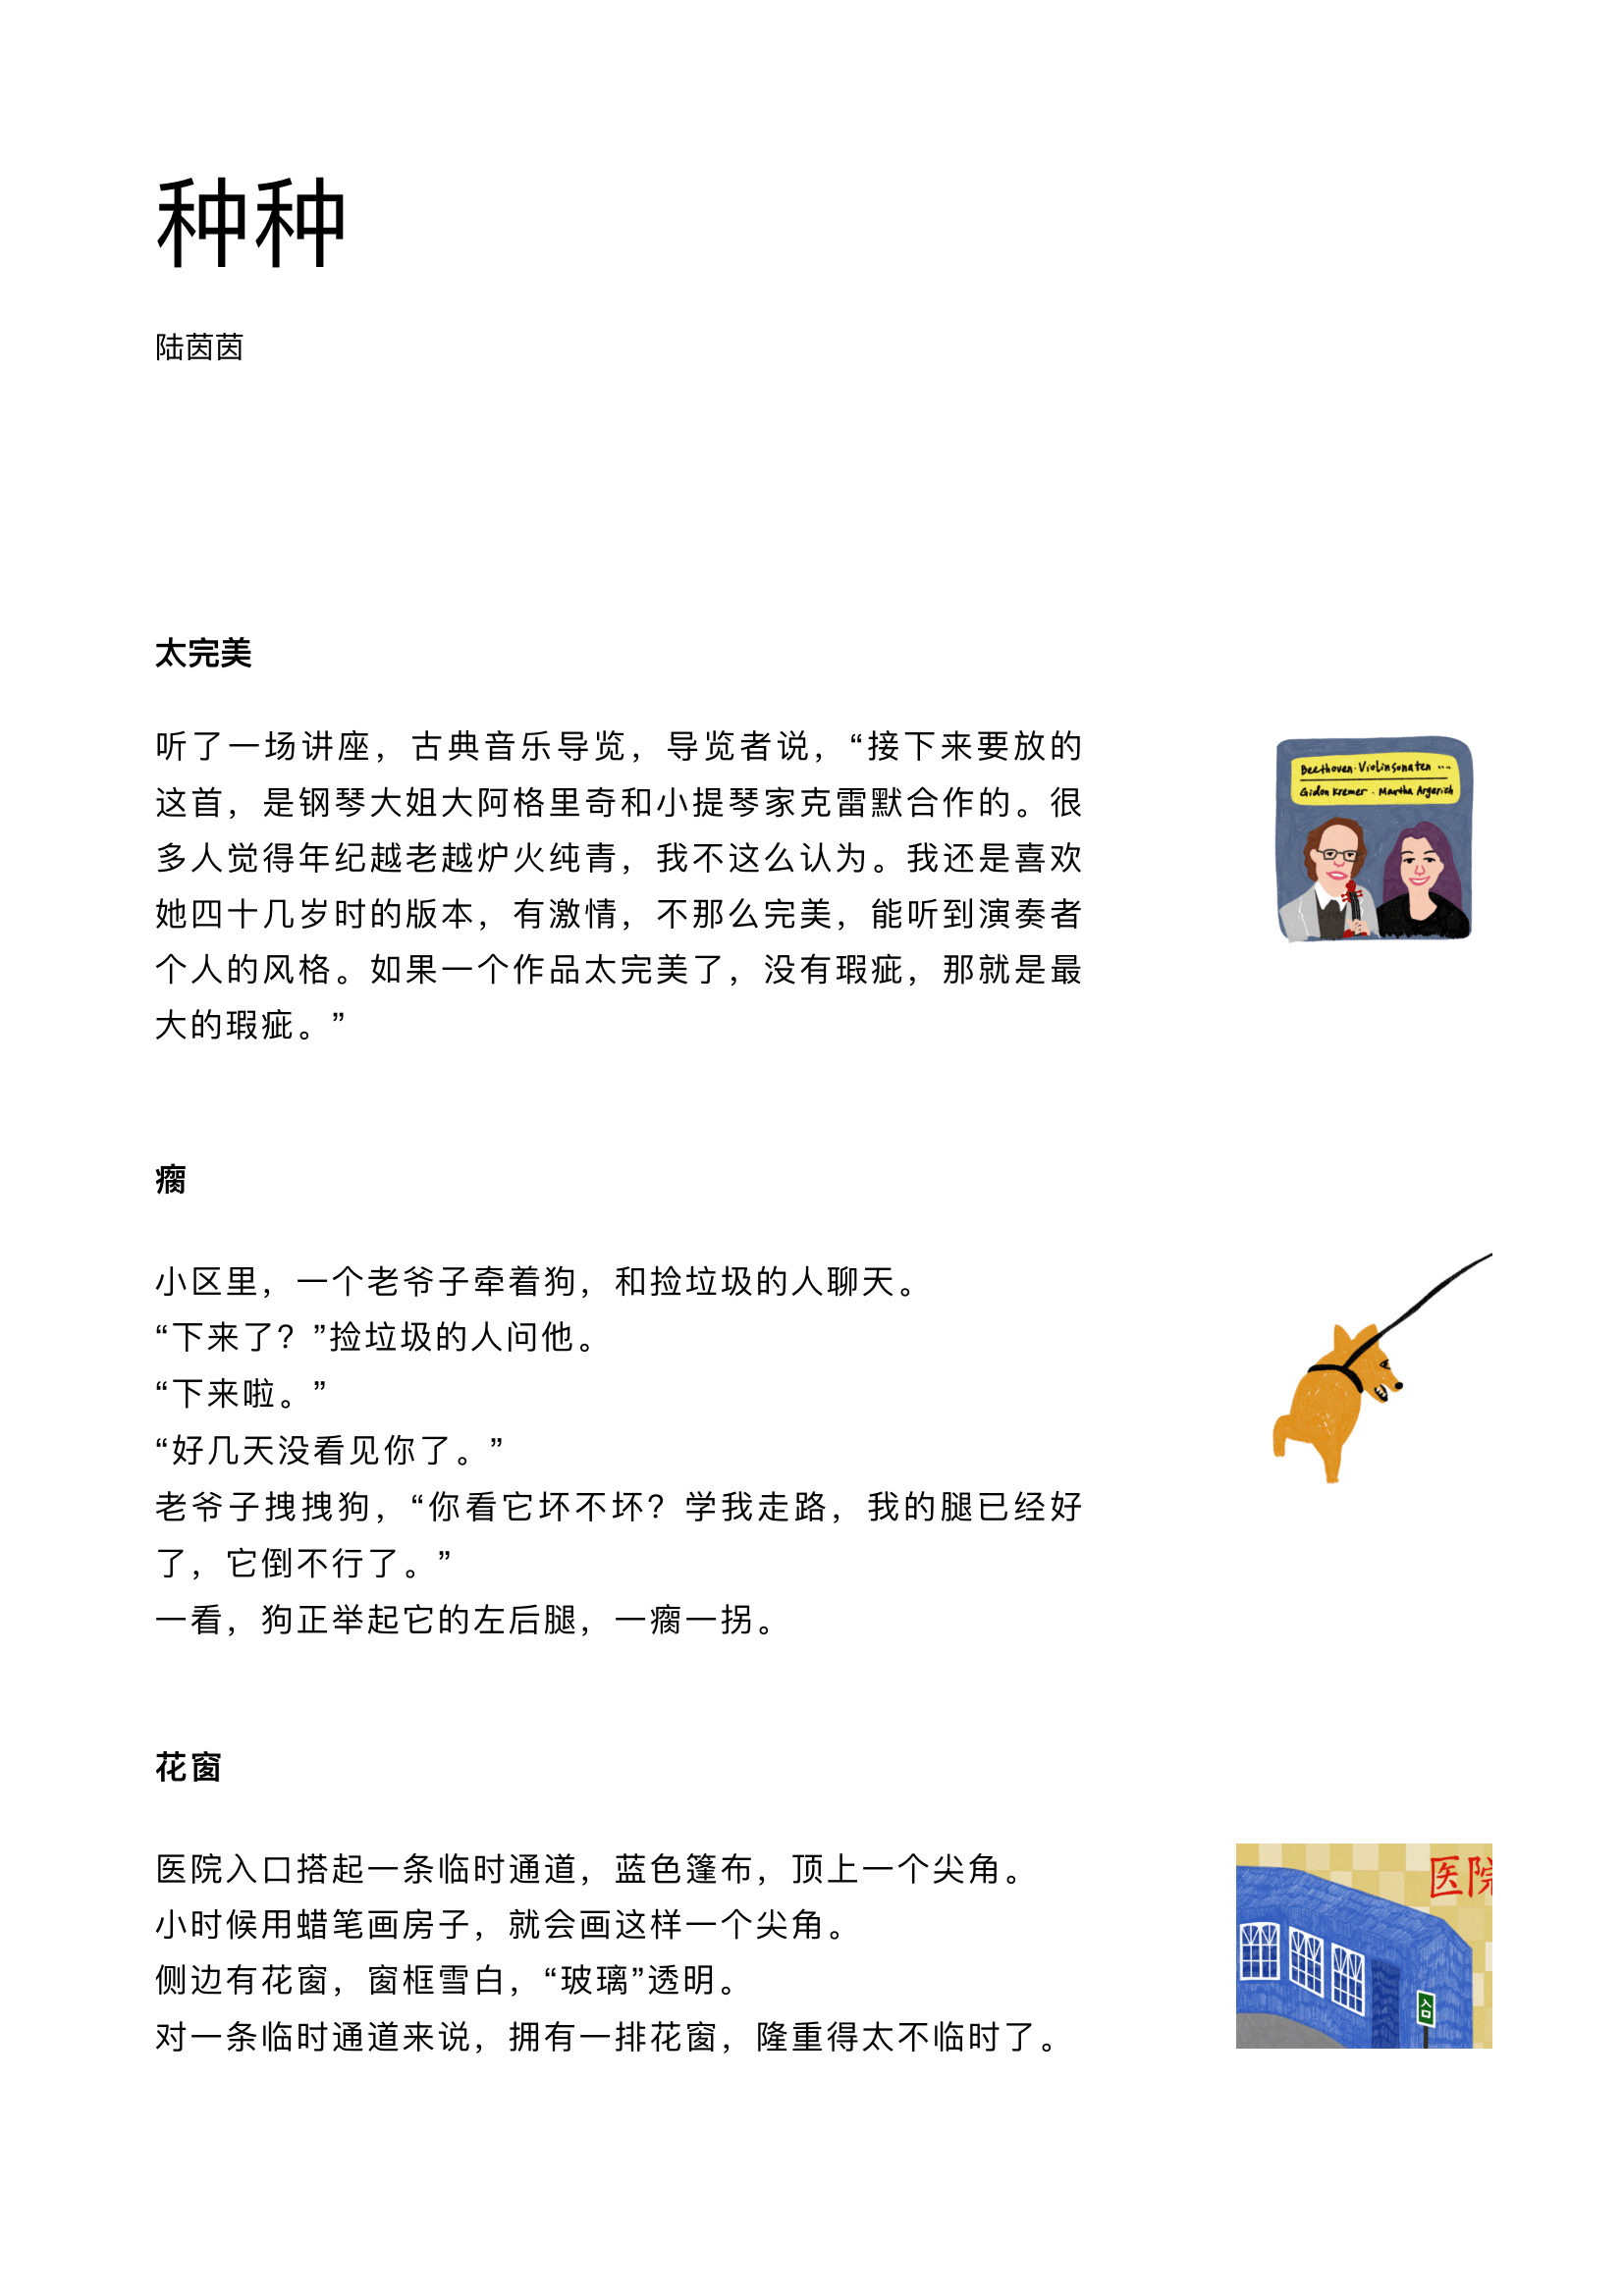 种种
陆茵茵
太完美
听了一场讲座，古典音乐导览，导览者说，“接下来要放的
这首，是钢琴大姐大阿格里奇和小提琴家克雷默合作的。很
多人觉得年纪越老越炉火纯青，我不这么认为。我还是喜欢
她四十几岁时的版本，有激情，不那么完美，能听到演奏者
个人的风格。如果一个作品太完美了，没有瑕疵，那就是最
大的瑕疵。”
Beethoven·Violinsonaten ...
Gidon Kremer · Martha Argerich
瘸
小区里，一个老爷子牵着狗，和捡垃圾的人聊天。
“下来了？”捡垃圾的人问他。
“下来啦。”
“好几天没看见你了。”
老爷子拽拽狗，“你看它坏不坏？学我走路，我的腿已经好
了，它倒不行了。”
一看，狗正举起它的左后腿，一瘸一拐。
花窗
医院入口搭起一条临时通道，蓝色篷布，顶上一个尖角。
小时候用蜡笔画房子，就会画这样一个尖角。
侧边有花窗，窗框雪白，“玻璃”透明。
对一条临时通道来说，拥有一排花窗，隆重得太不临时了。
医院
入口